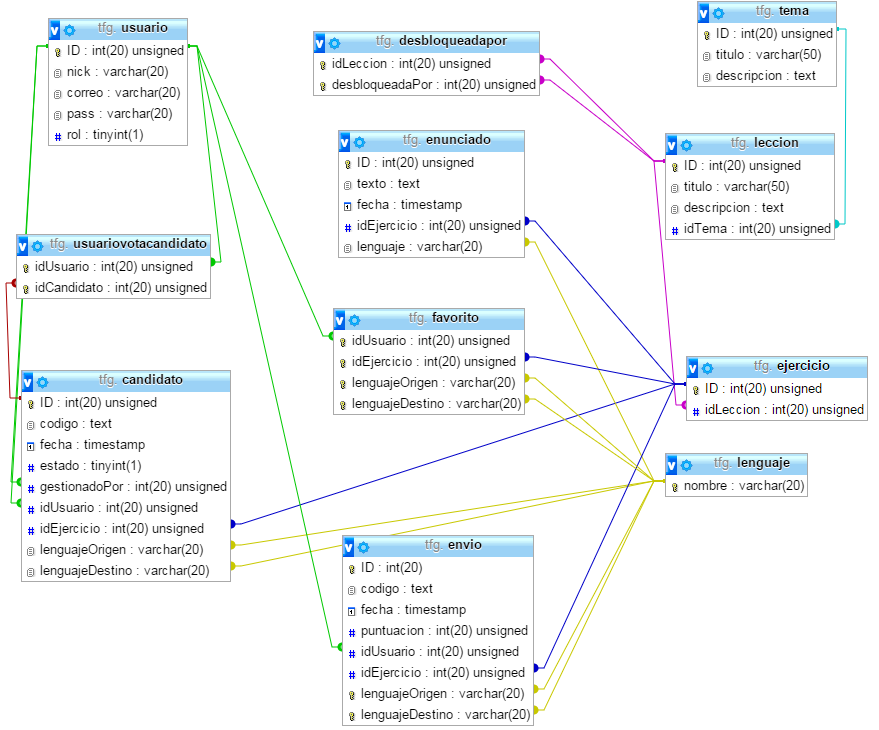 tfg. usuario
ID : int(20) unsigned
nick : varchar(20)
correo : varchar(20)
pass : varchar(20)
rol : tinyint(1)
tfg. desbloqueadapor
idLeccion : int(20) unsigned
desbloqueadaPor : int(20) unsigned
tfg. tema
ID : int(20) unsigned
titulo : varchar(50)
descripcion : text
tfg. enunciado
ID : int(20) unsigned
texto : text
fecha : timestamp
idEjercicio : int(20) unsigned
lenguaje : varchar(20)
tfg. leccion
ID : int(20) unsigned
titulo : varchar(50)
descripcion : text
idTema : int(20) unsigned
tfg. usuariovotacandidato
idUsuario : int(20) unsigned
idCandidato : int(20) unsigned
tfg. favorito
idUsuario : int(20) unsigned
idEjercicio : int(20) unsigned
lenguajeOrigen : varchar(20)
lenguajeDestino : varchar(20)
tfg. ejercicio
ID : int(20) unsigned
idLeccion : int(20) unsigned
tfg. candidato
ID : int(20) unsigned
codigo : text
fecha : timestamp
estado : tinyint(1)
gestionadoPor : int(20) unsigned
idUsuario : int(20) unsigned
idEjercicio : int(20) unsigned
lenguajeOrigen : varchar(20)
lenguajeDestino : varchar(20)
tfg. lenguaje
nombre : varchar(20)
tfg. envio
ID : int(20)
codigo : text
fecha : timestamp
puntuacion : int(20) unsigned
idUsuario : int(20) unsigned
idEjercicio : int(20) unsigned
lenguajeOrigen : varchar(20)
lenguajeDestino : varchar(20)